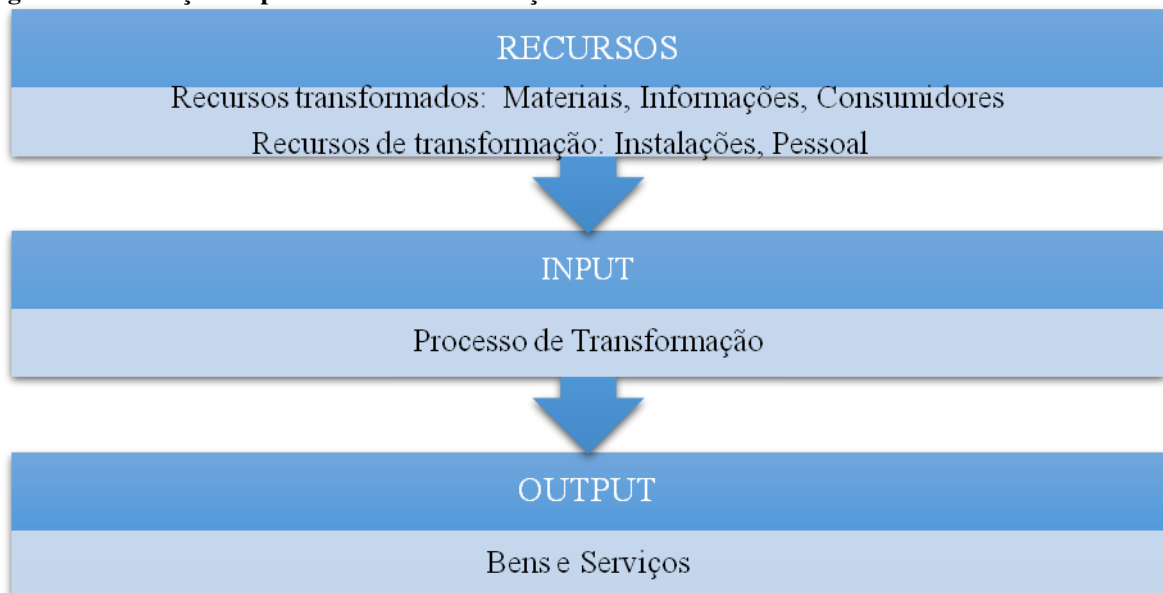 RECURSOS
Recursos transformados: Materiais, Informações, Consumidores
Recursos de transformação: Instalações, Pessoal
INPUT
Processo de Transformação
OUTPUT
Bens e Serviços